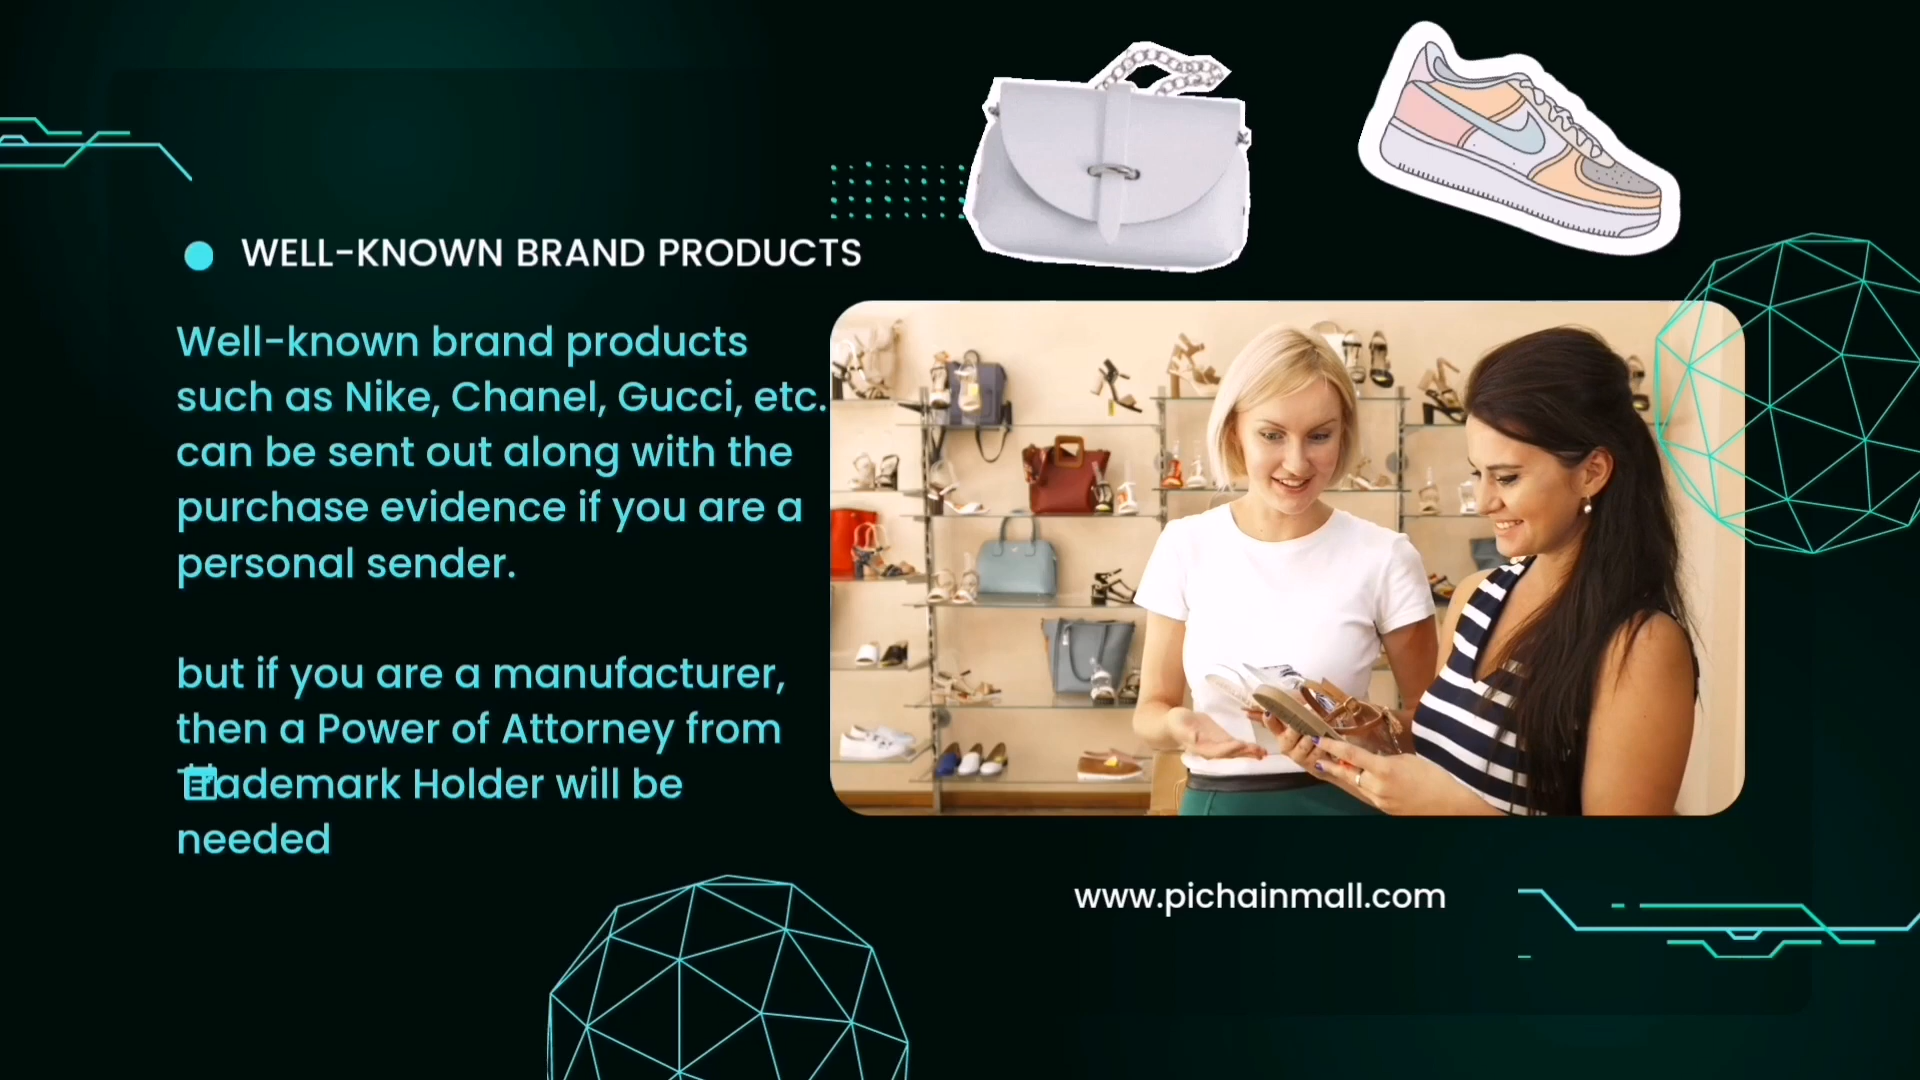 WELL-KNOWN BRAND PRODUCTS
Well-known brand products
such as Nike, Chanel, Gucci, etc.
can be sent out along with the
purchase evidence if you are a
personal sender.
but if you are a manufacturer,
then a Power of Attorney from
Trademark Holder will be
needed
www.pichainmall.com